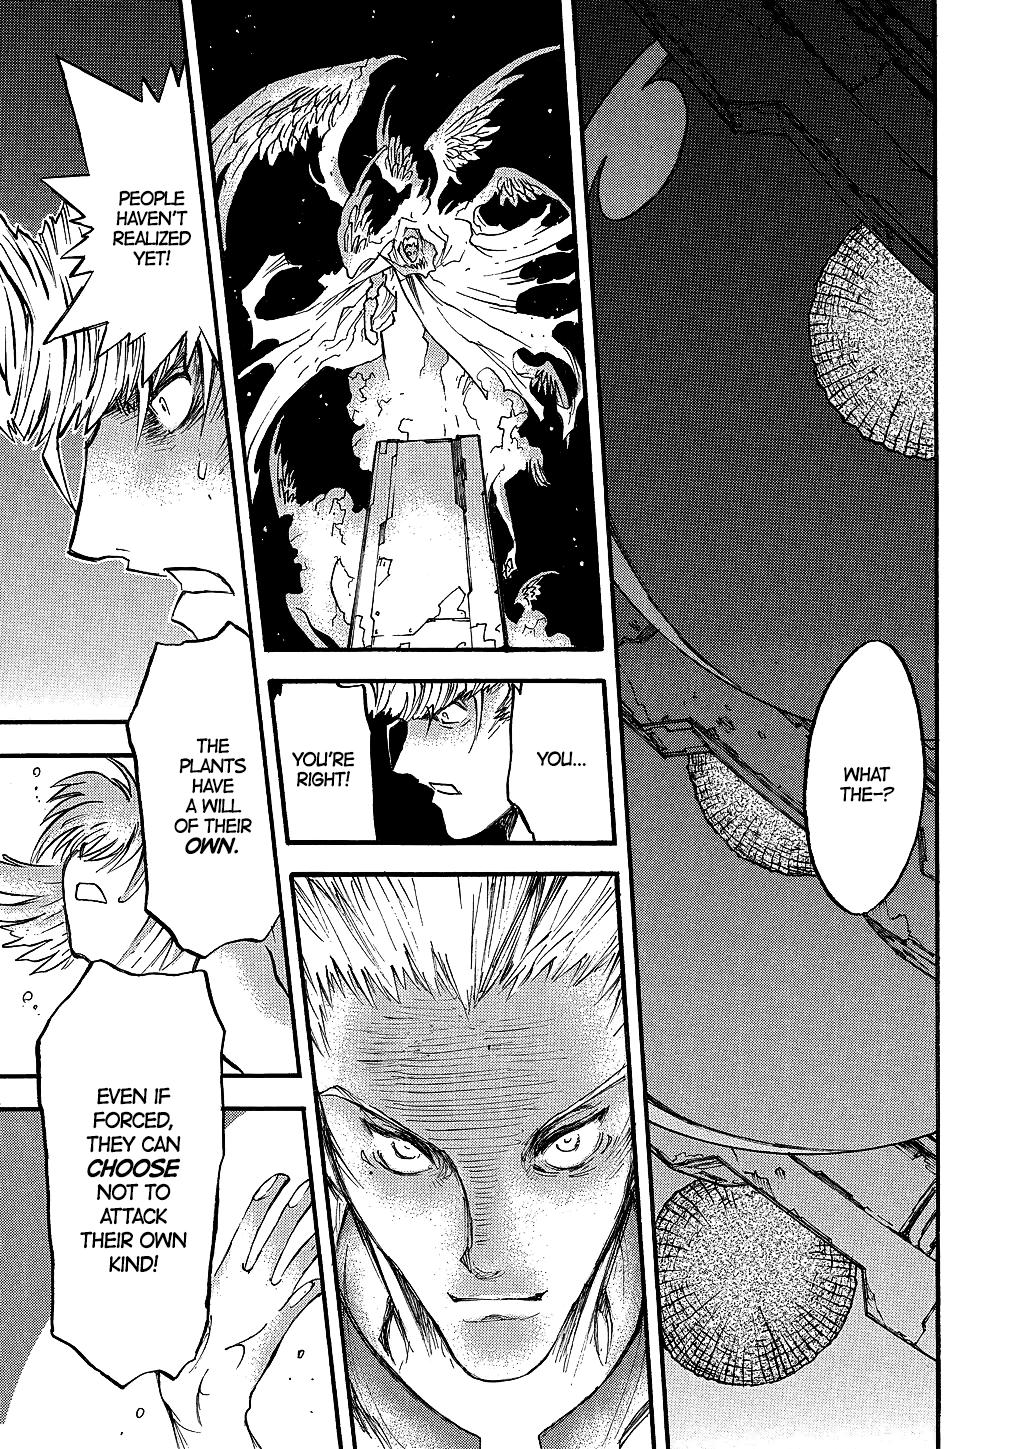 WHAT
THE-?
YOU...
YOU'RE
RIGHT!
PEOPLE
HAVEN'T
REALIZED
YET!
THE
PLANTS
HAVE
A WILL
OF THEIR
OWN.
EVEN IF
FORCED,
THEY CAN
CHOOSE
NOT TO
ATTACK
THEIR OWN
KIND!